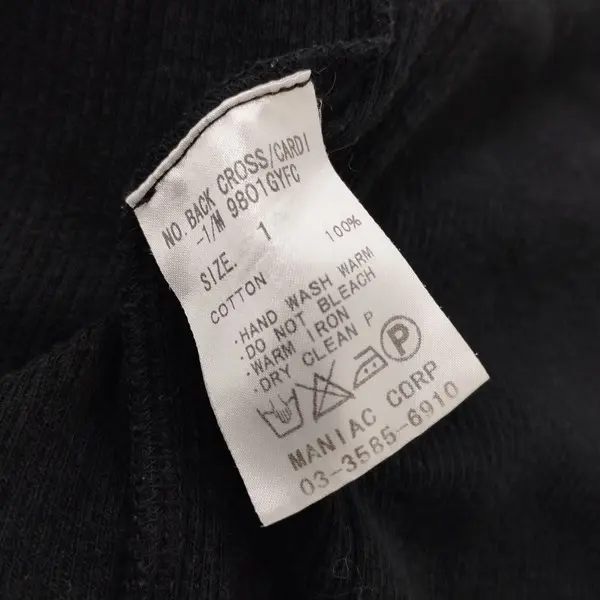 NO. BACK CROSS/CARDI
-1/M 9801GYFC
SIZE. 1
COTTON 100%
·HAND WASH WARM
·DO NOT BLEACH
·WARM IRON
·DRY CLEAN P
P
MANIAC CORP
03-3585-6910